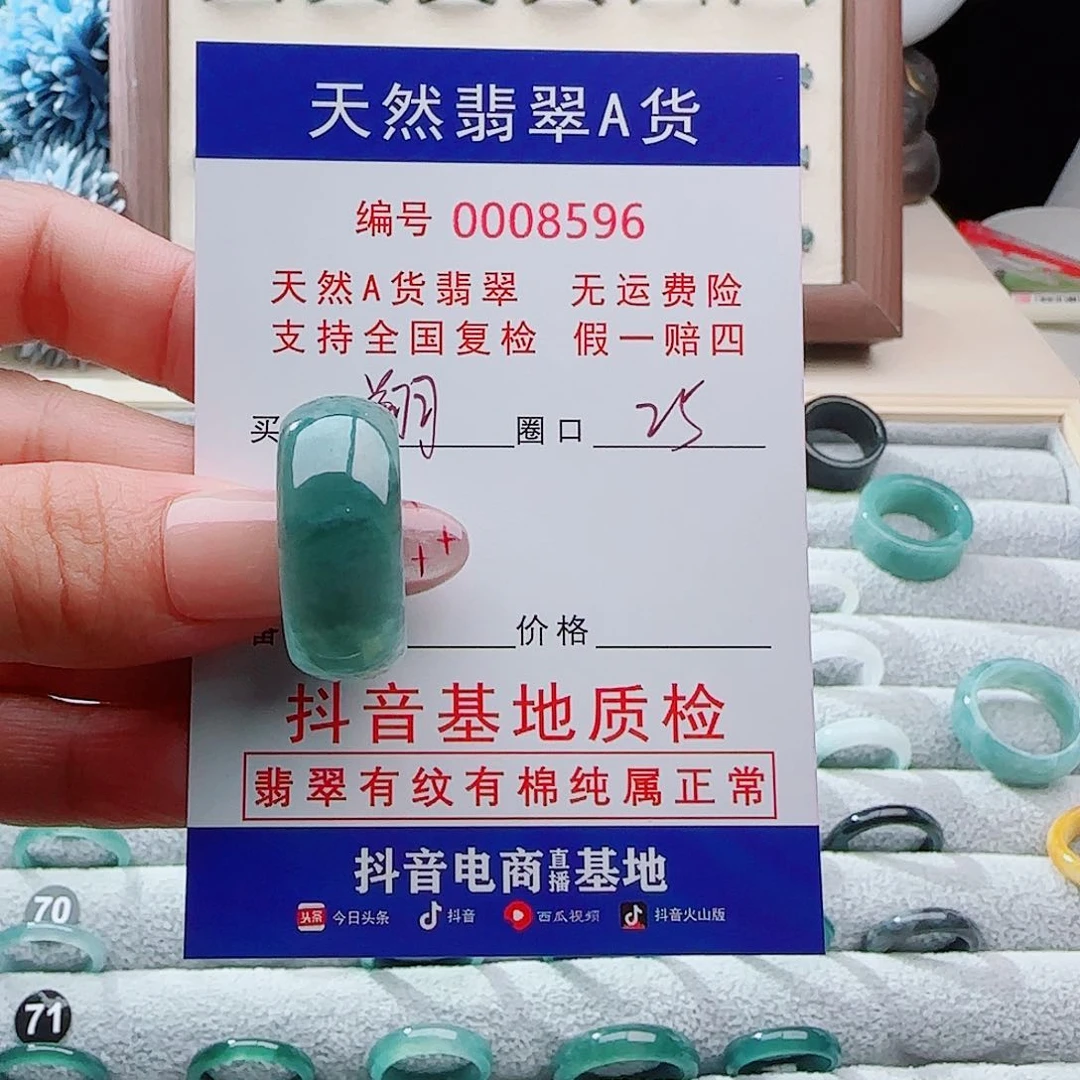 天然翡翠A货
编号 0008596
天然A货翡翠 无运费险
支持全国复检 假一赔四
买 翔 圈口 25
价格
抖音基地质检
翡翠有纹有棉纯属正常
抖音电商直播基地
头条 今日头条 抖音 西瓜视频 抖音火山版
70
71